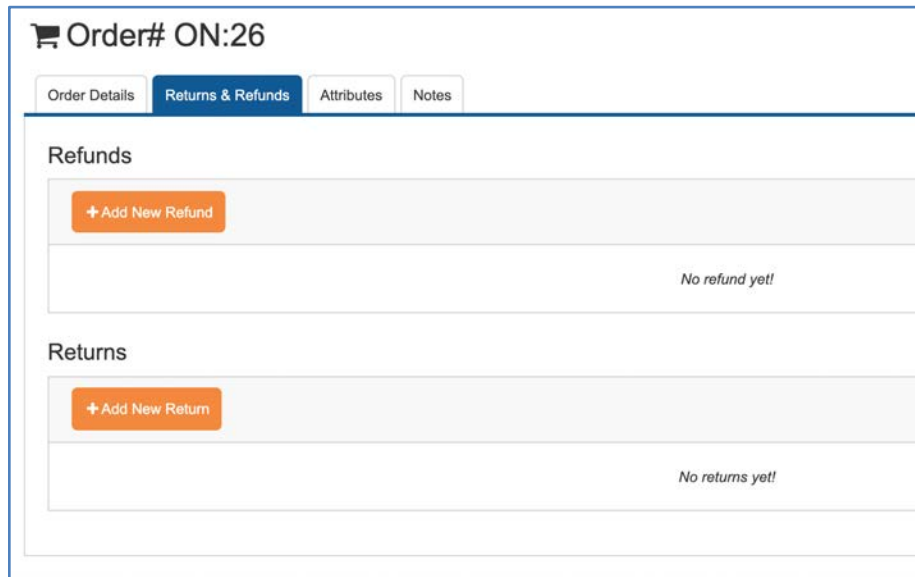 Order# ON:26
Order Details Returns & Refunds Attributes Notes
Refunds
+Add New Refund
No refund yet!
Returns
+Add New Return
No returns yet!